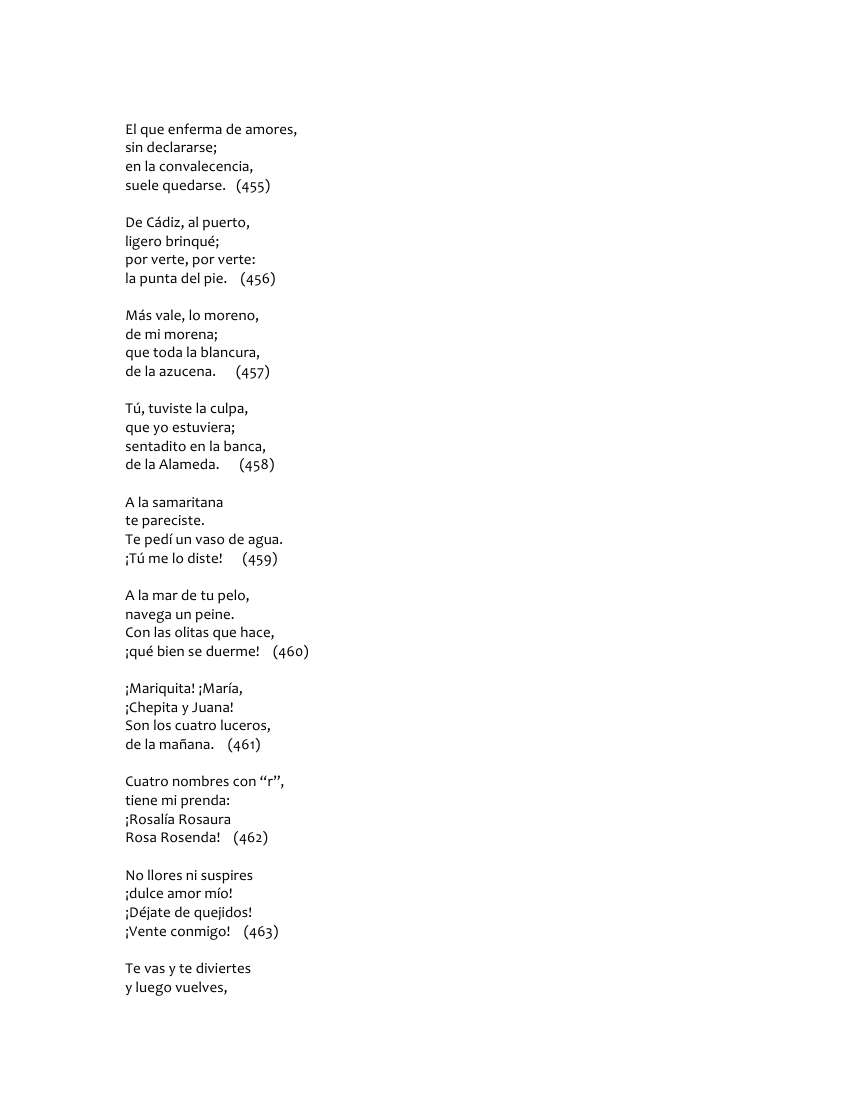 El que enferma de amores,
sin declararse;
en la convalecencia,
suele quedarse. (455)
De Cádiz, al puerto,
ligero brinqué;
por verte, por verte:
la punta del pie. (456)
Más vale, lo moreno,
de mi morena;
que toda la blancura,
de la azucena. (457)
Tú, tuviste la culpa,
que yo estuviera;
sentadito en la banca,
de la Alameda. (458)
A la samaritana
te pareciste.
Te pedí un vaso de agua.
¡Tú me lo diste! (459)
A la mar de tu pelo,
navega un peine.
Con las olitas que hace,
¡qué bien se duerme! (460)
¡Mariquita! ¡María,
¡Chepita y Juana!
Son los cuatro luceros,
de la mañana. (461)
Cuatro nombres con “r”,
tiene mi prenda:
¡Rosalía Rosaura
Rosa Rosenda! (462)
No llores ni suspires
¡dulce amor mío!
¡Déjate de quejidos!
¡Vente conmigo! (463)
Te vas y te diviertes
y luego vuelves,